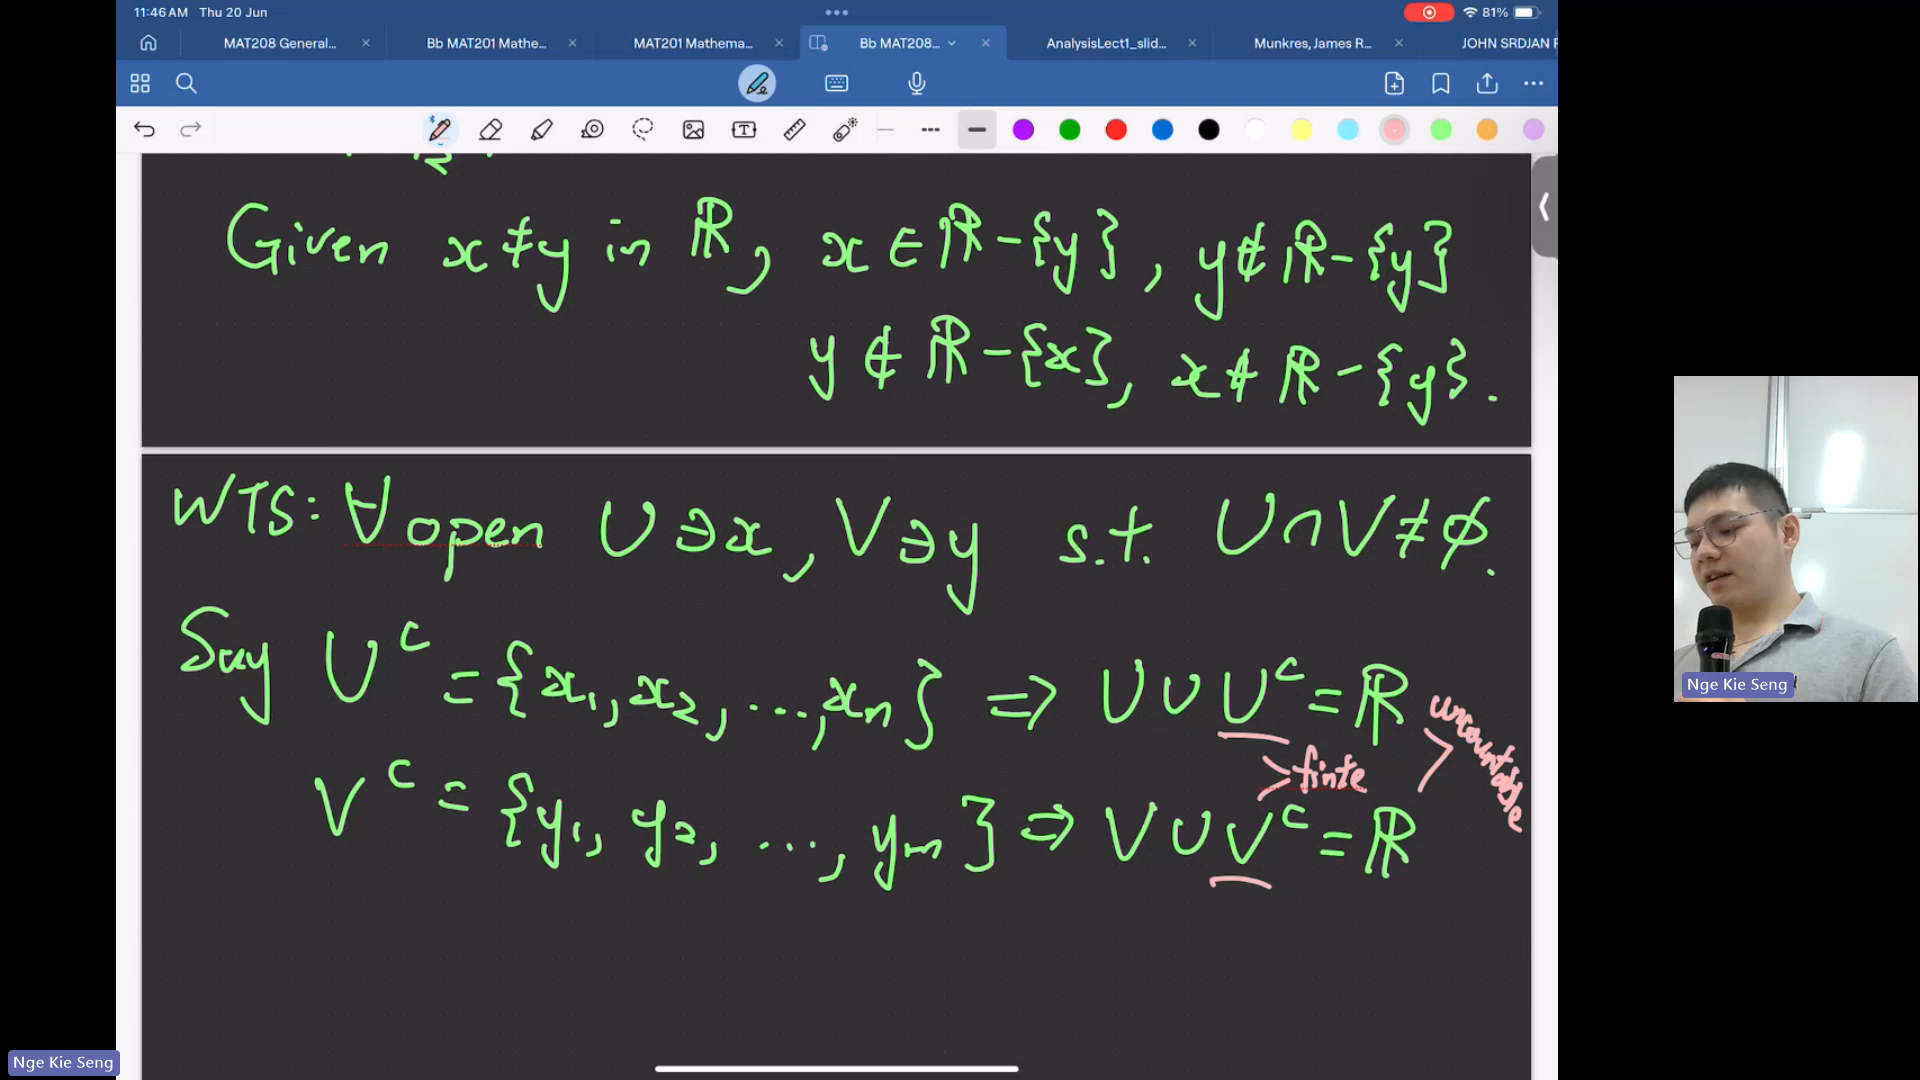 11:46 AM Thu 20 Jun
81%
MAT208 General...
Bb MAT201 Mathe...
MAT201 Mathema...
Bb MAT208...
AnalysisLect1_slid...
Munkres, James R...
JOHN SRDJAN
Given x ≠ y in ℝ, x ∈ ℝ - {y}, y ∉ ℝ - {y}
y ∉ ℝ - {x}, x ∉ ℝ - {y}.
WTS: ∀ open U ∋ x, V ∋ y s.t. U ∩ V ≠ ∅.
Say U^c = {x₁, x₂, ..., xₙ} ⇒ U ∪ U^c = ℝ
uncountable
finte
V^c = {y₁, y₂, ..., yₘ} ⇒ V ∪ V^c = ℝ
Nge Kie Seng
Nge Kie Seng